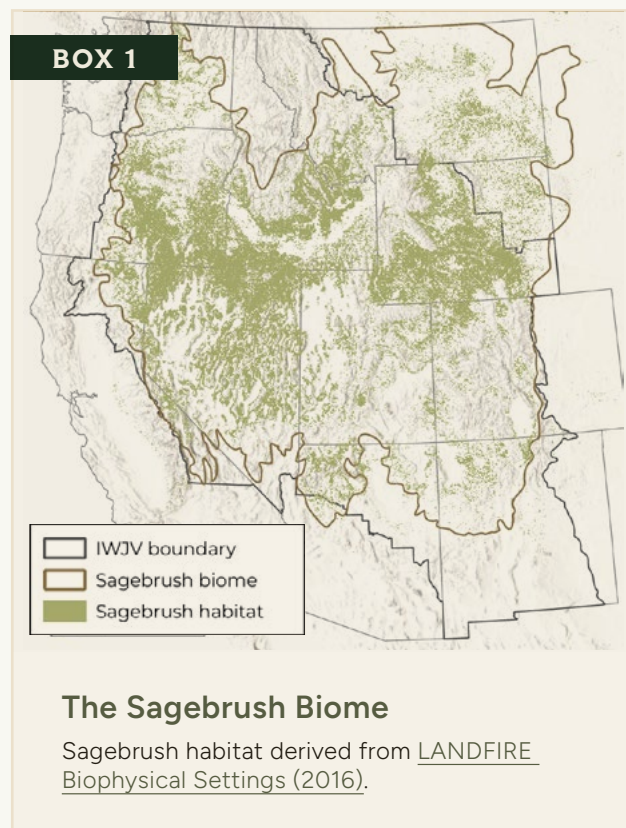 BOX 1
IWJV boundary
Sagebrush biome
Sagebrush habitat
The Sagebrush Biome
Sagebrush habitat derived from LANDFIRE
Biophysical Settings (2016).